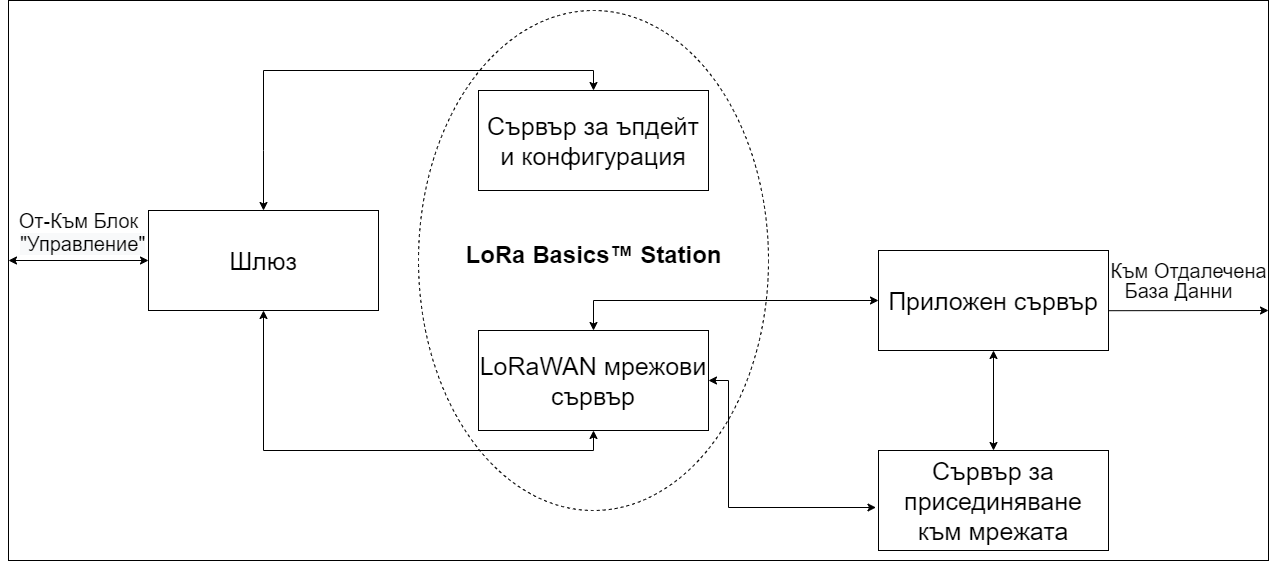 Сървър за ъпдейт
и конфигурация
От-Към Блок
"Управление"
Шлюз
LoRa Basics™ Station
Към Отдалечена
База Данни
Приложен сървър
LoRaWAN мрежови
сървър
Сървър за
присединяване
към мрежата